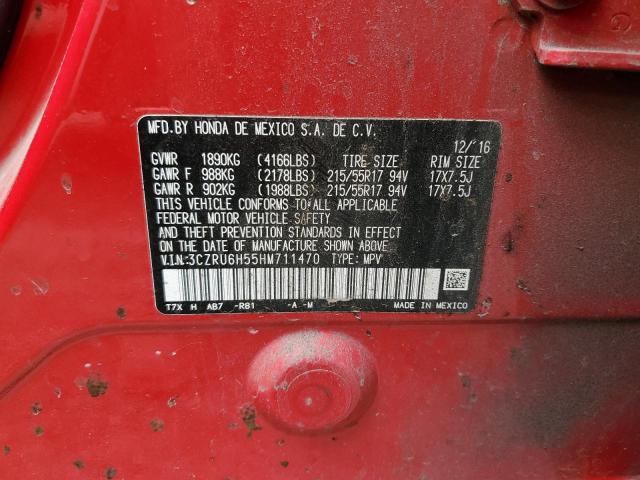 MFD.BY HONDA DE MEXICO S.A. DE C.V.
12/'16
GVWR 1890KG (4166LBS) TIRE SIZE RIM SIZE
GAWR F 988KG (2178LBS) 215/55R17 94V 17X7.5J
GAWR R 902KG (1988LBS) 215/55R17 94V 17X7.5J
THIS VEHICLE CONFORMS TO ALL APPLICABLE
FEDERAL MOTOR VEHICLE SAFETY
AND THEFT PREVENTION STANDARDS IN EFFECT
ON THE DATE OF MANUFACTURE SHOWN ABOVE.
V.I.N.:3CZRU6H55HM711470 TYPE: MPV
T7X H AB7 -R81 -A -M MADE IN MEXICO